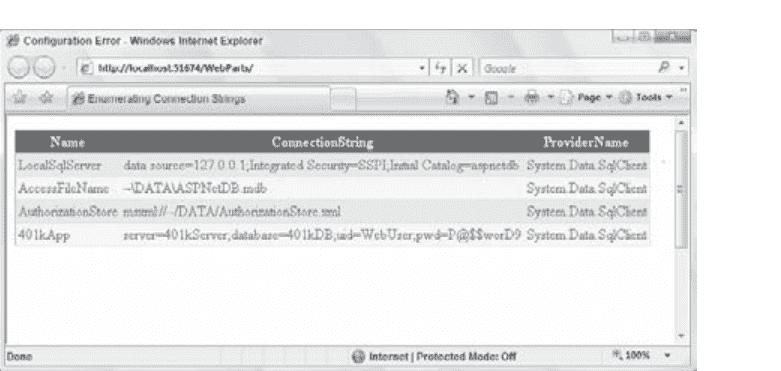 Configuration Error - Windows Internet Explorer
http://localhost:51674/WebParts/ Google
Enumerating Connection Strings Page Tools
Name ConnectionString ProviderName
LocalSqlServer data source=127.0.0.1;Integrated Security=SSPI;Initial Catalog=aspnetdb System.Data.SqlClient
AccessFileName ~\DATA\ASPNetDB.mdb System.Data.SqlClient
AuthorizationStore msxml://~/DATA/AuthorizationStore.xml System.Data.SqlClient
401kApp server=401kServer;database=401kDB;uid=WebUser;pwd=P@$$worD9 System.Data.SqlClient
Done Internet | Protected Mode: Off 100%